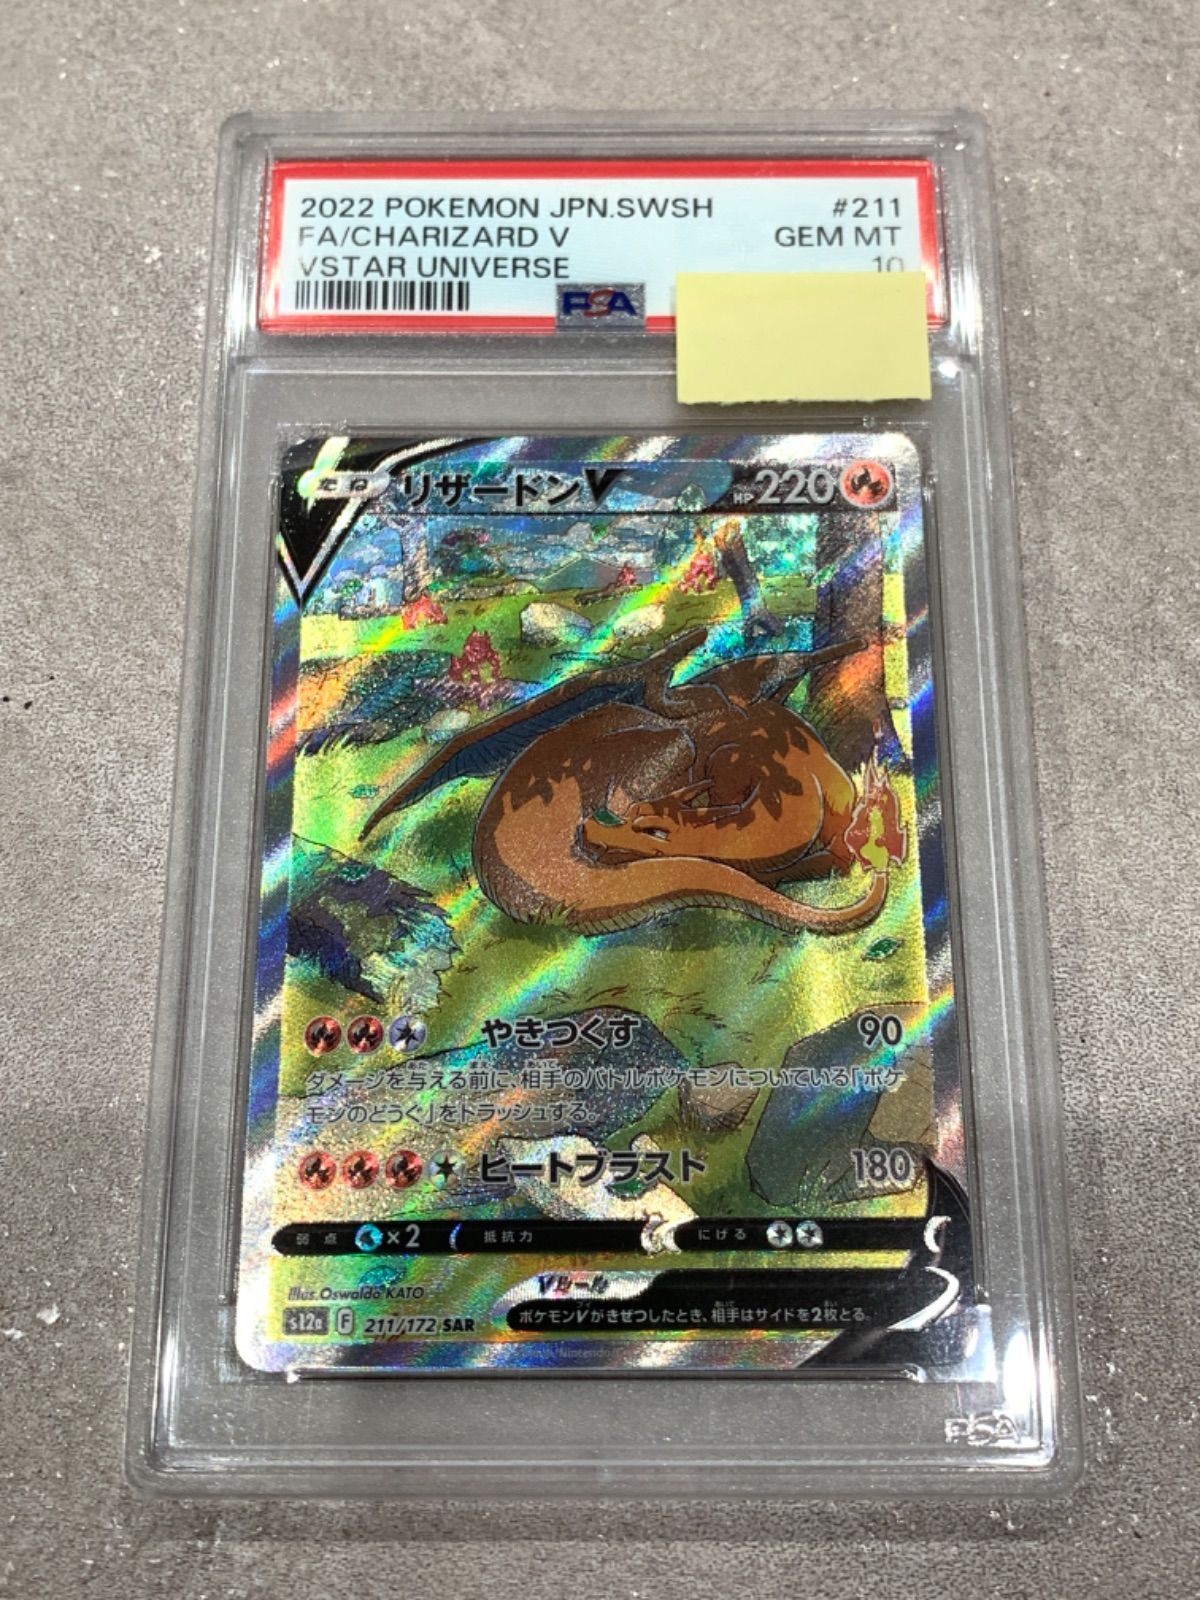 2022 POKEMON JPN.SWSH #211
FA/CHARIZARD V GEM MT
VSTAR UNIVERSE 10
PSA
たね リザードンV HP 220
やきつくす 90
ダメージを与える前に、相手のバトルポケモンについている「ポケ
モンのどうぐ」をトラッシュする。
ヒートブラスト 180
弱点 ×2 抵抗力 にげる
Illus. Oswaldo KATO
Vルール
s12a F 211/172 SAR
ポケモンVがきぜつしたとき、相手はサイドを2枚とる。
PSA